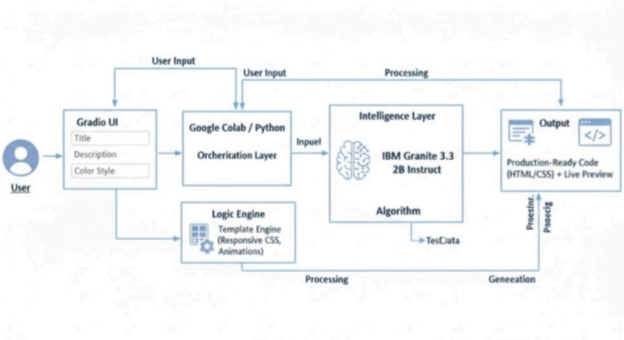 User Input
User Input
Processing
Gradio UI
Title
Description
Color Style
User
Google Colab / Python
Orcheriration Layer
Inpuel
Intelligence Layer
IBM Granite 3.3
2B Instruct
Algorithm
TesData
Output
Production-Ready Code
(HTML/CSS) + Live Preview
Logic Engine
Template Engine
(Responsive CSS,
Animations)
Processing
Geneeation
Proesint.